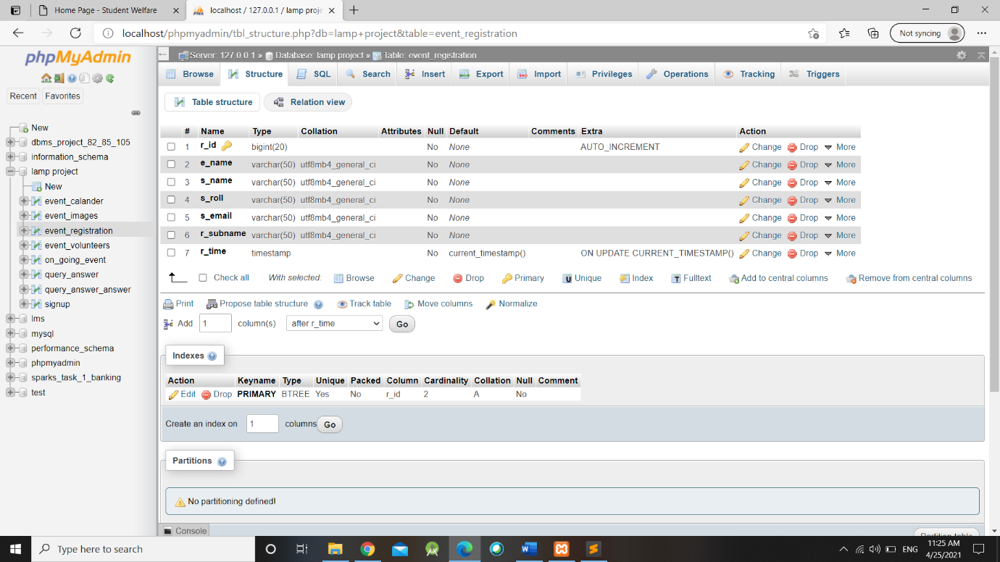 Home Page - Student Welfare
localhost / 127.0.0.1 / lamp proje
localhost/phpmyadmin/tbl_structure.php?db=lamp+project&table=event_registration
Not syncing
phpMyAdmin
Recent Favorites
New
dbms_project_82_85_105
information_schema
lamp project
New
event_calander
event_images
event_registration
event_volunteers
on_going_event
query_answer
query_answer_answer
signup
lms
mysql
performance_schema
phpmyadmin
sparks_task_1_banking
test
Server: 127.0.0.1 » Database: lamp project » Table: event_registration
Browse Structure SQL Search Insert Export Import Privileges Operations Tracking Triggers
Table structure Relation view
# Name Type Collation Attributes Null Default Comments Extra Action
1 r_id bigint(20) No None AUTO_INCREMENT Change Drop More
2 e_name varchar(50) utf8mb4_general_ci No None Change Drop More
3 s_name varchar(50) utf8mb4_general_ci No None Change Drop More
4 s_roll varchar(50) utf8mb4_general_ci No None Change Drop More
5 s_email varchar(50) utf8mb4_general_ci No None Change Drop More
6 r_subname varchar(50) utf8mb4_general_ci No None Change Drop More
7 r_time timestamp No current_timestamp() ON UPDATE CURRENT_TIMESTAMP() Change Drop More
Check all With selected: Browse Change Drop Primary Unique Index Fulltext Add to central columns Remove from central columns
Print Propose table structure Track table Move columns Normalize
Add 1 column(s) after r_time Go
Indexes
Action Keyname Type Unique Packed Column Cardinality Collation Null Comment
Edit Drop PRIMARY BTREE Yes No r_id 2 A No
Create an index on 1 columns Go
Partitions
No partitioning defined!
Console
Partition table
Type here to search
ENG
11:25 AM
4/25/2021